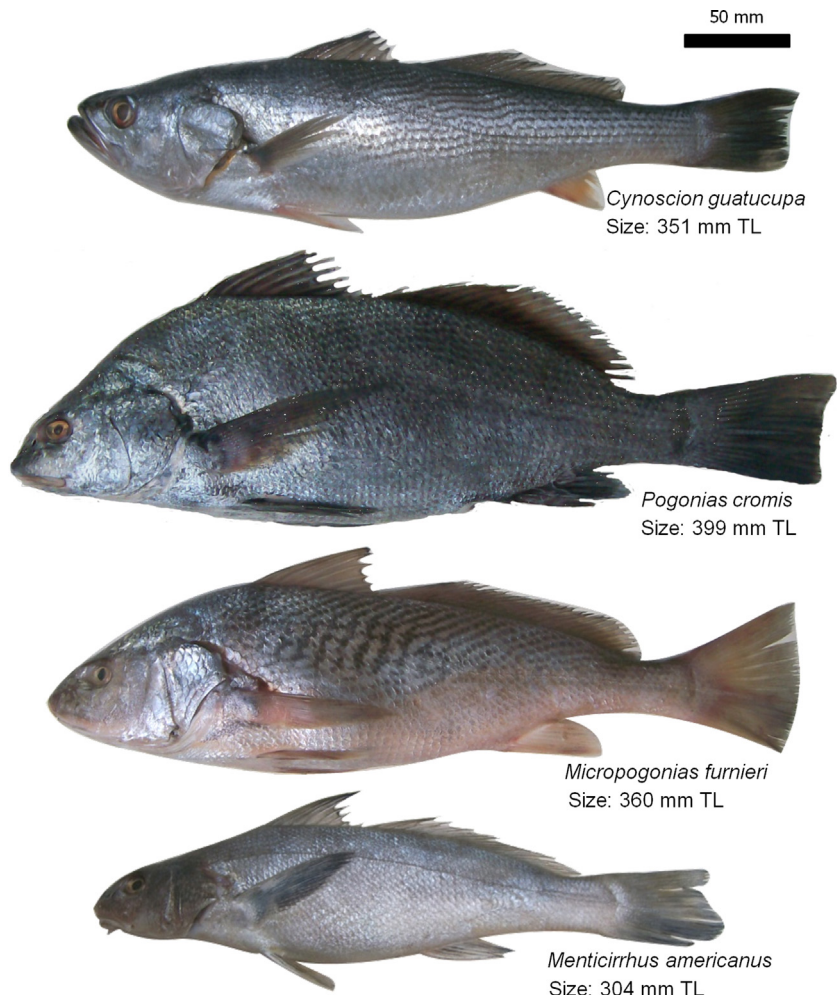 50 mm
Cynoscion guatucupa
Size: 351 mm TL
Pogonias cromis
Size: 399 mm TL
Micropogonias furnieri
Size: 360 mm TL
Menticirrhus americanus
Size: 304 mm TL